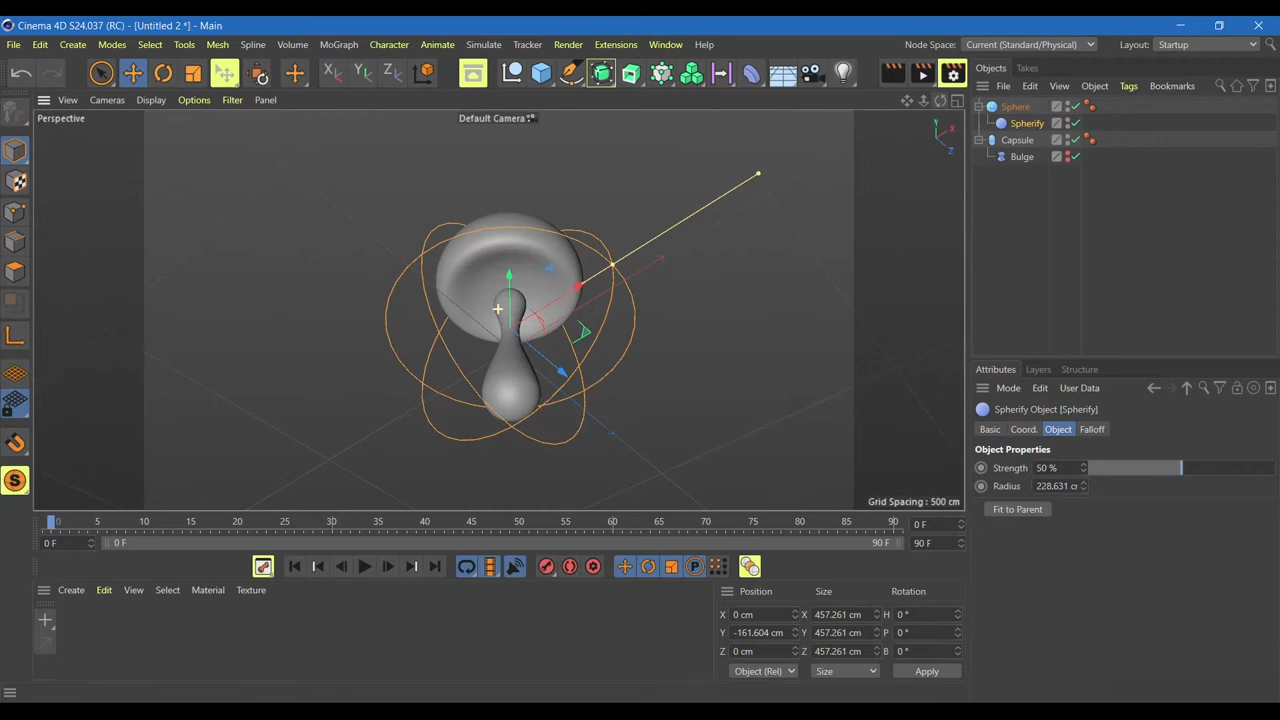 Cinema 4D S24.037 (RC) - [Untitled 2 *] - Main
File Edit Create Modes Select Tools Mesh Spline Volume MoGraph Character Animate Simulate Tracker Render Extensions Window Help Node Space: Current (Standard/Physical) Layout: Startup
X Y Z
Objects Takes
File Edit View Object Tags Bookmarks
View Cameras Display Options Filter Panel
Perspective Default Camera
Y X Z
Sphere
Spherify
Capsule
Bulge
Attributes Layers Structure
Mode Edit User Data
Spherify Object [Spherify]
Basic Coord. Object Falloff
Object Properties
Strength 50 %
Radius 228.631 cr
Fit to Parent
S
Grid Spacing : 500 cm
0 5 10 15 20 25 30 35 40 45 50 55 60 65 70 75 80 85 90 0 F
0 F 0 F 90 F 90 F
P
Create Edit View Select Material Texture
Position Size Rotation
X 0 cm X 457.261 cm H 0 °
Y -161.604 cm Y 457.261 cm P 0 °
Z 0 cm Z 457.261 cm B 0 °
Object (Rel) Size Apply